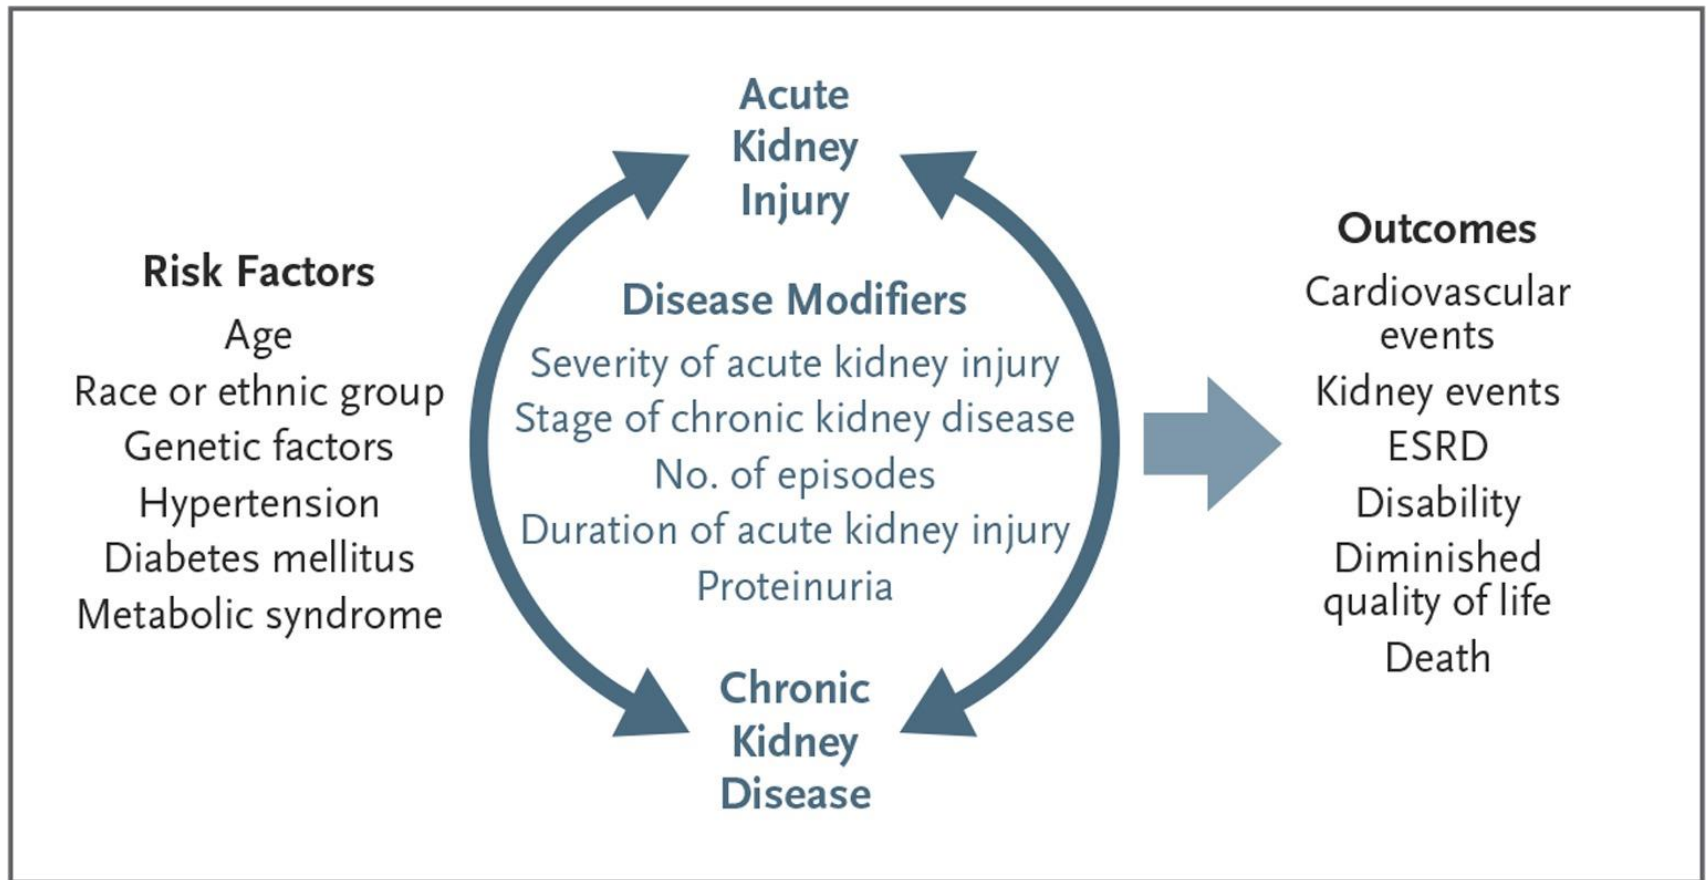 Acute
Kidney
Injury
Risk Factors
Age
Race or ethnic group
Genetic factors
Hypertension
Diabetes mellitus
Metabolic syndrome
Disease Modifiers
Severity of acute kidney injury
Stage of chronic kidney disease
No. of episodes
Duration of acute kidney injury
Proteinuria
Chronic
Kidney
Disease
Outcomes
Cardiovascular
events
Kidney events
ESRD
Disability
Diminished
quality of life
Death